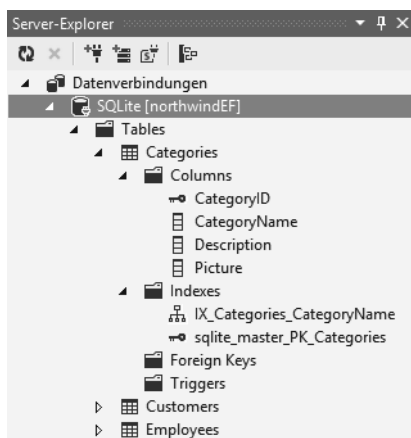 Server-Explorer
Datenverbindungen
SQLite [northwindEF]
Tables
Categories
Columns
CategoryID
CategoryName
Description
Picture
Indexes
IX_Categories_CategoryName
sqlite_master_PK_Categories
Foreign Keys
Triggers
Customers
Employees